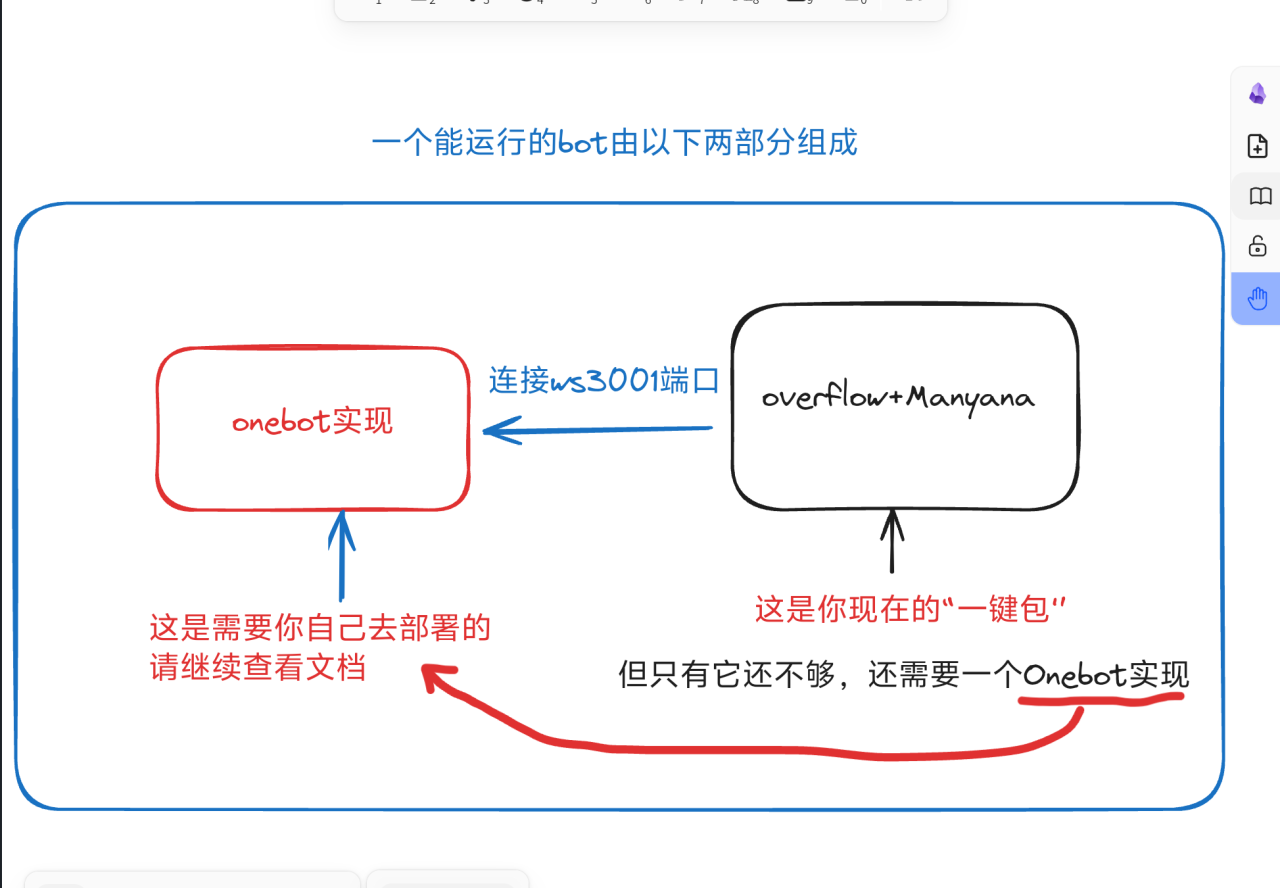 一个能运行的bot由以下两部分组成
连接ws3001端口
overflow+Manyana
onebot实现
这是你现在的“一键包”
这是需要你自己去部署的
请继续查看文档
但只有它还不够，还需要一个Onebot实现